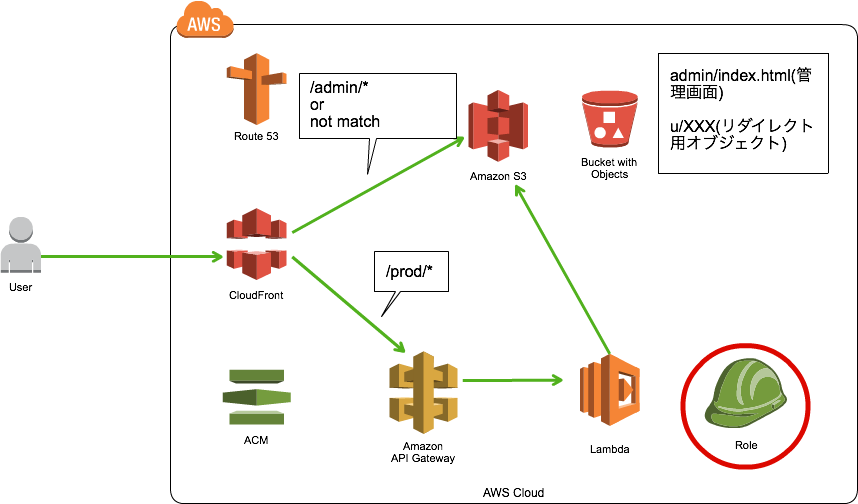 AWS
Route 53
/admin/*
or
not match
Amazon S3
Bucket with
Objects
admin/index.html(管
理画面)
u/XXX(リダイレクト
用オブジェクト)
User
CloudFront
/prod/*
ACM
Amazon
API Gateway
Lambda
Role
AWS Cloud